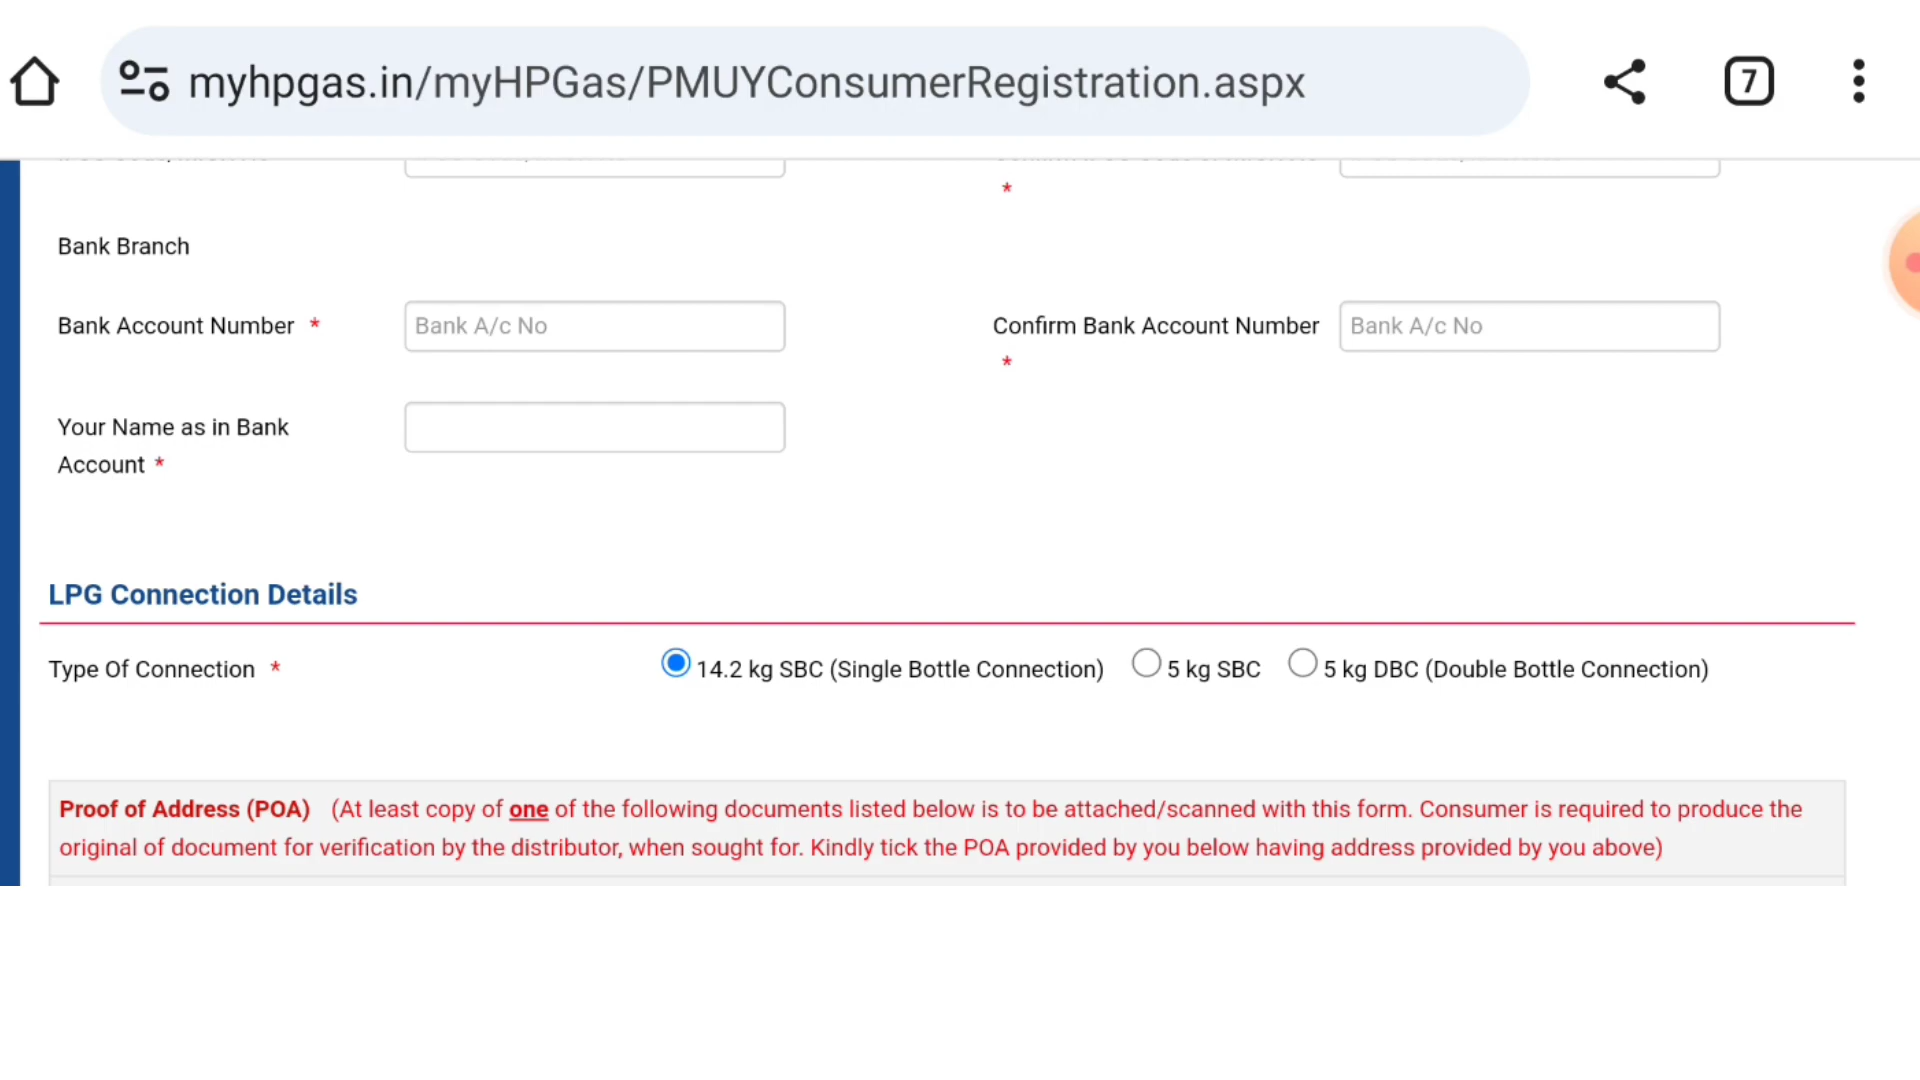 myhpgas.in/myHPGas/PMUYConsumerRegistration.aspx
7
*
Bank Branch
Bank Account Number * Bank A/c No Confirm Bank Account Number Bank A/c No
*
Your Name as in Bank
Account *
LPG Connection Details
Type Of Connection * 14.2 kg SBC (Single Bottle Connection) 5 kg SBC 5 kg DBC (Double Bottle Connection)
Proof of Address (POA) (At least copy of one of the following documents listed below is to be attached/scanned with this form. Consumer is required to produce the
original of document for verification by the distributor, when sought for. Kindly tick the POA provided by you below having address provided by you above)